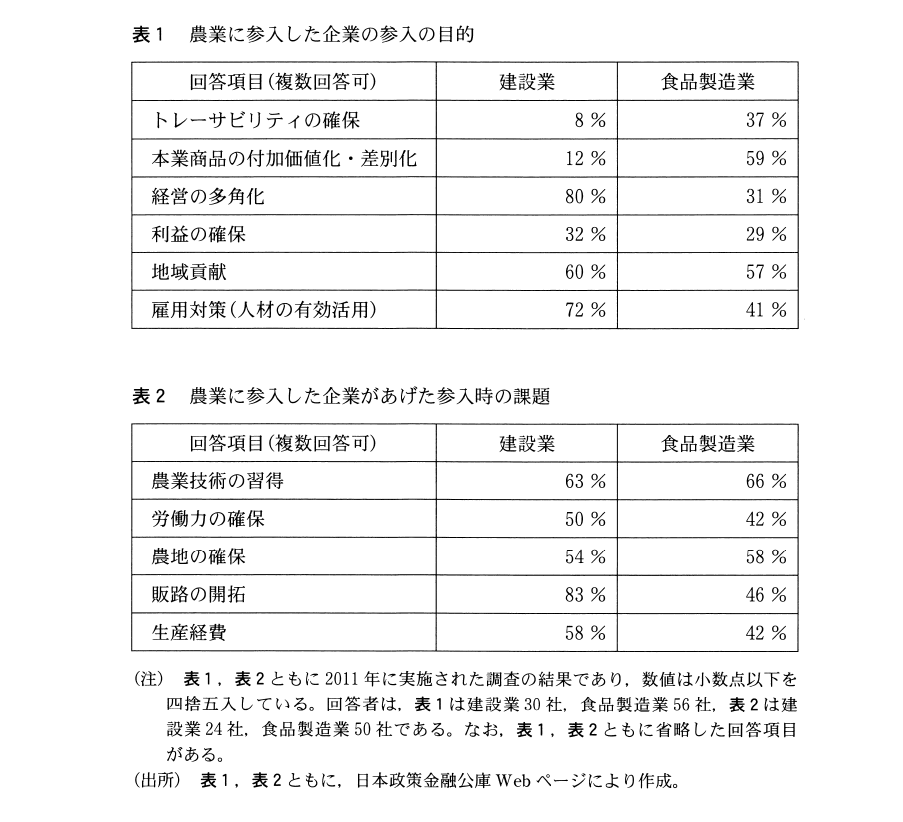 表1　農業に参入した企業の参入の目的
回答項目(複数回答可)　建設業　食品製造業
トレーサビリティの確保　8 %　37 %
本業商品の付加価値化・差別化　12 %　59 %
経営の多角化　80 %　31 %
利益の確保　32 %　29 %
地域貢献　60 %　57 %
雇用対策(人材の有効活用)　72 %　41 %
表2　農業に参入した企業があげた参入時の課題
回答項目(複数回答可)　建設業　食品製造業
農業技術の習得　63 %　66 %
労働力の確保　50 %　42 %
農地の確保　54 %　58 %
販路の開拓　83 %　46 %
生産経費　58 %　42 %
(注)　表1，表2ともに2011年に実施された調査の結果であり，数値は小数点以下を
四捨五入している。回答者は，表1は建設業30社，食品製造業56社，表2は建
設業24社，食品製造業50社である。なお，表1，表2ともに省略した回答項目
がある。
(出所)　表1，表2ともに，日本政策金融公庫Webページにより作成。